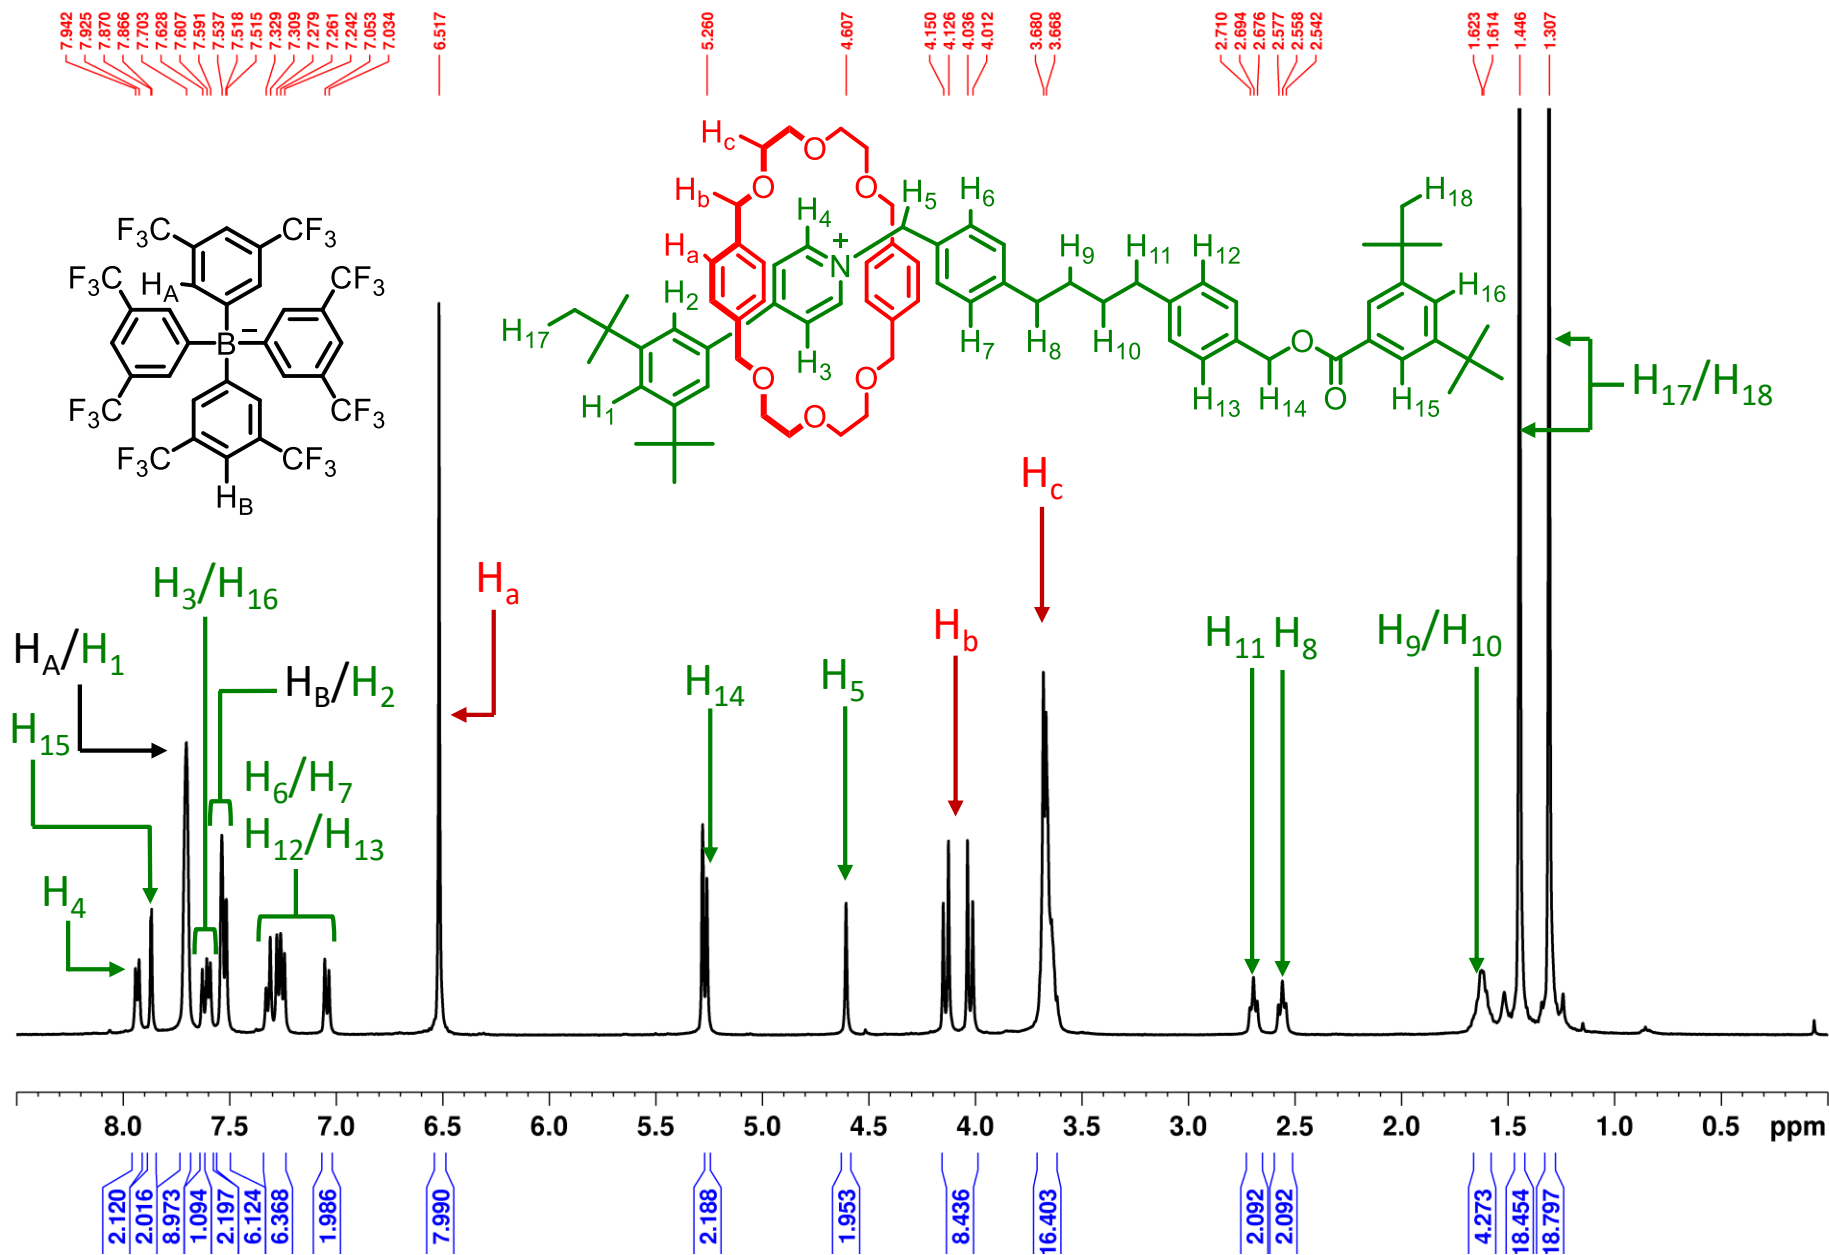 7.942 7.925 7.870 7.866 7.703 7.628 7.607 7.591 7.537 7.518 7.515 7.329 7.309 7.279 7.261 7.242 7.053 7.034 6.517 5.260 4.607 4.150 4.126 4.036 4.012 3.680 3.668 2.710 2.694 2.676 2.577 2.558 2.542 1.623 1.614 1.446 1.307
F3C CF3
F3C HA CF3
B −
F3C CF3
F3C CF3
HB
Hc O
Hb O O
H4 H5 H6 H18
Ha + N H9 H11 H12
H2 H16
H17 H3 H7 H8 H10 O
H1 O O H13 H14 O H15
O
H17/H18
Hc
H3/H16
Ha
HA/H1
HB/H2
Hb
H11 H8 H9/H10
H15
H14 H5
H6/H7
H12/H13
H4
8.0 7.5 7.0 6.5 6.0 5.5 5.0 4.5 4.0 3.5 3.0 2.5 2.0 1.5 1.0 0.5 ppm
2.120 2.016 8.973 1.094 2.197 6.124 6.368 1.986 7.990 2.188 1.953 8.436 16.403 2.092 2.092 4.273 18.454 18.797